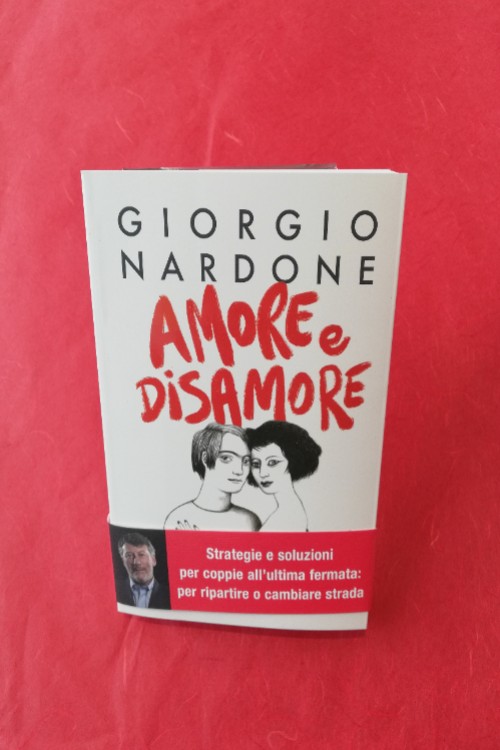 GIORGIO
NARDONE
AMORE e
DiSAMORE
Strategie e soluzioni
per coppie all'ultima fermata:
per ripartire o cambiare strada